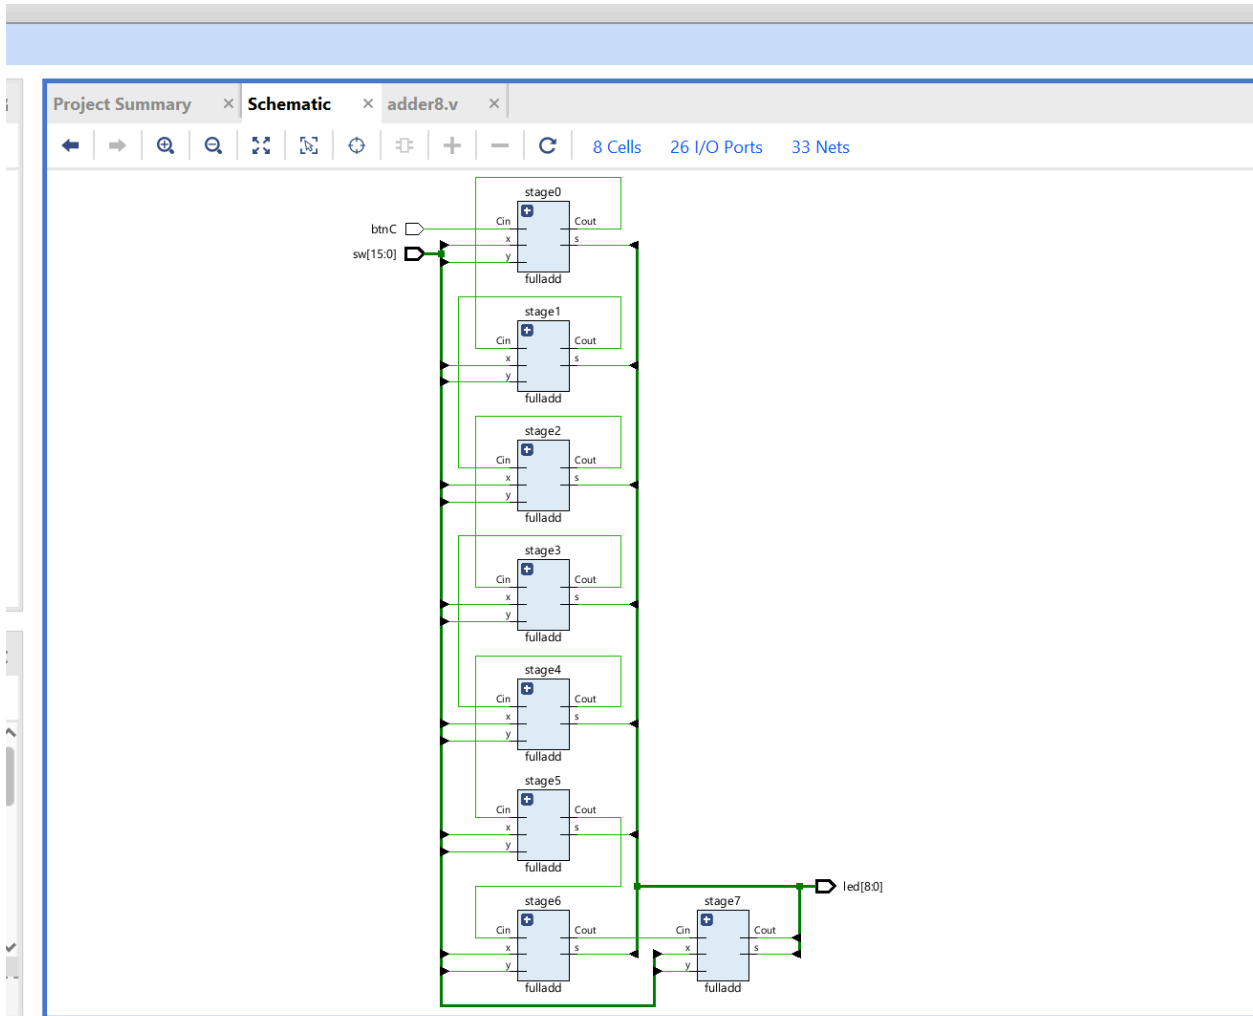 Project Summary × Schematic × adder8.v ×
8 Cells 26 I/O Ports 33 Nets
stage0
btnC Cin Cout
x s
sw[15:0] y
fulladd
stage1
Cin Cout
x s
y
fulladd
stage2
Cin Cout
x s
y
fulladd
stage3
Cin Cout
x s
y
fulladd
stage4
Cin Cout
x s
y
fulladd
stage5
Cin Cout
x s
y
fulladd
led[8:0]
stage6 stage7
Cin Cout Cin Cout
x s x s
y y
fulladd fulladd